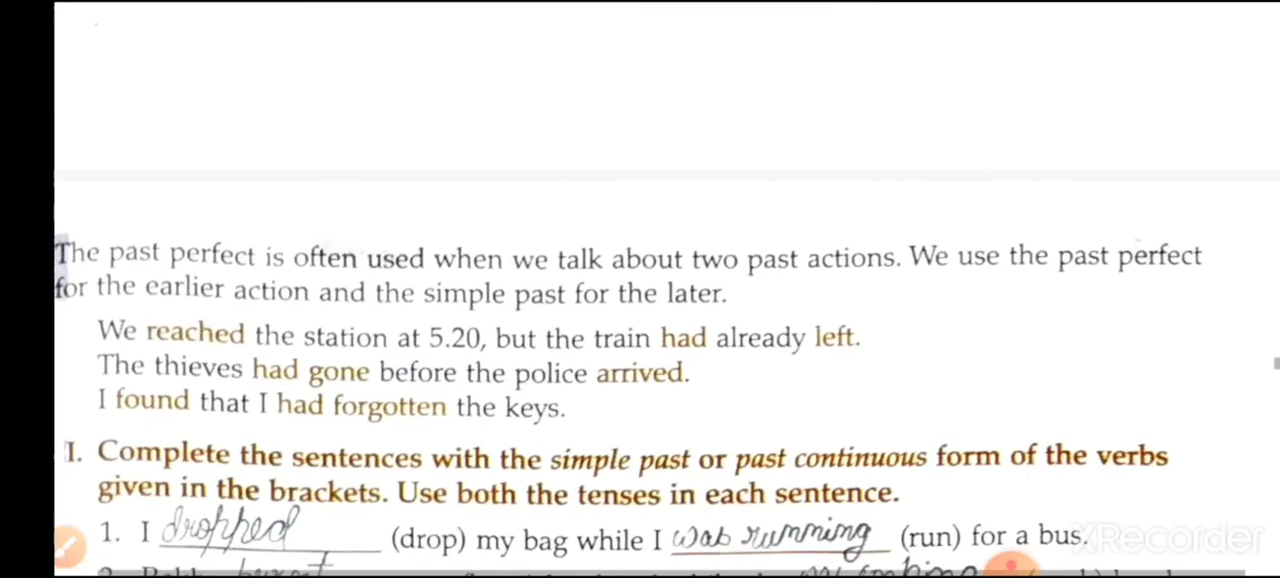 The past perfect is often used when we talk about two past actions. We use the past perfect
for the earlier action and the simple past for the later.
We reached the station at 5.20, but the train had already left.
The thieves had gone before the police arrived.
I found that I had forgotten the keys.
I. Complete the sentences with the simple past or past continuous form of the verbs
given in the brackets. Use both the tenses in each sentence.
1. I dropped (drop) my bag while I was running (run) for a bus.
XRecorder